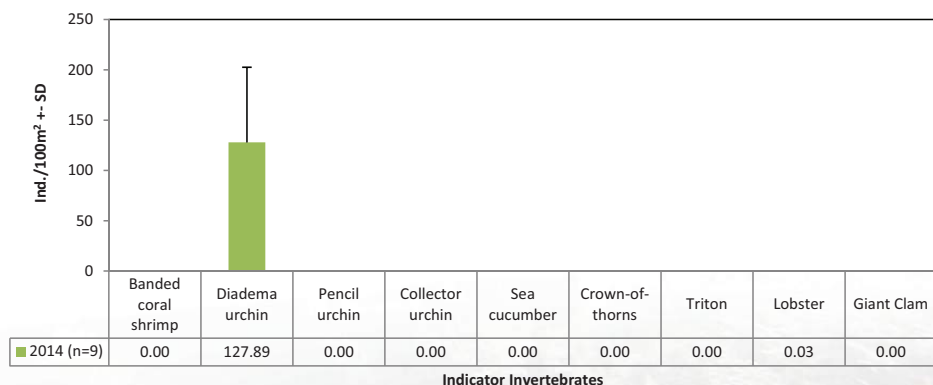 250
200
150
100
50
0
Ind./100m² +- SD
Banded coral shrimp
Diadema urchin
Pencil urchin
Collector urchin
Sea cucumber
Crown-of-thorns
Triton
Lobster
Giant Clam
2014 (n=9) 0.00 127.89 0.00 0.00 0.00 0.00 0.00 0.03 0.00
Indicator Invertebrates